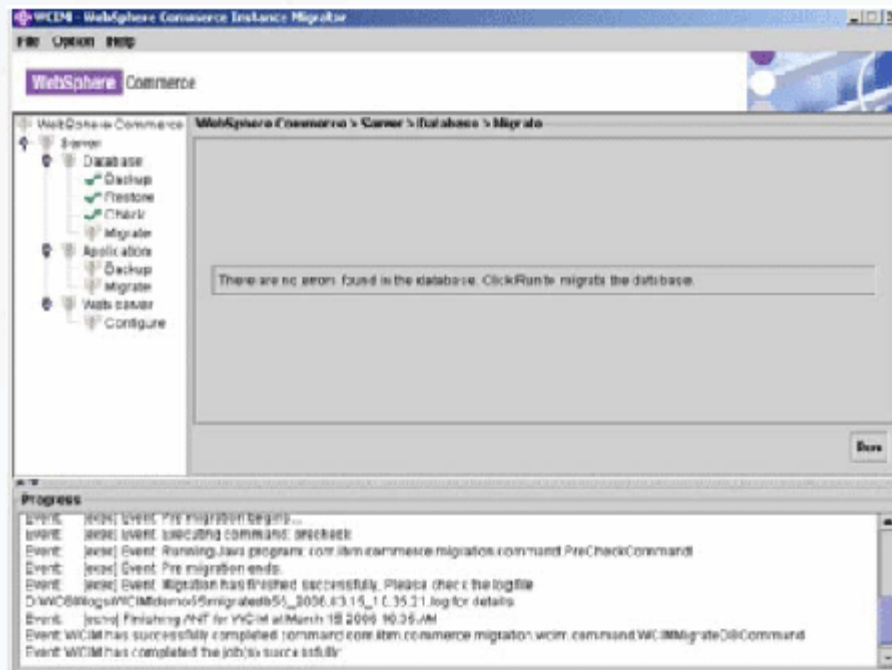 WCIM - WebSphere Commerce Instance Migrator
File Option Help
WebSphere Commerce
WebSphere Commerce
WebSphere Commerce > Server > Database > Migrate
Server
Database
Backup
Restore
Check
Migrate
Application
Backup
Migrate
Web server
Configure
There are no errors found in the database. Click Run to migrate the database.
Run
Progress
Event: [exec] Event: Pre migration begins...
Event: [exec] Event: Executing command: precheck
Event: [exec] Event: Running Java program: com.ibm.commerce.migration.command.PreCheckCommand
Event: [exec] Event: Pre migration ends.
Event: [exec] Event: Migration has finished successfully. Please check the logfile
for details
Event: [echo] Finishing ANT for WCIM at March 15 2006 10:35 AM
Event: WCIM has successfully completed command com.ibm.commerce.migration.wcim.command.WCIMMigrateDBCommand
Event: WCIM has completed the job(s) successfully